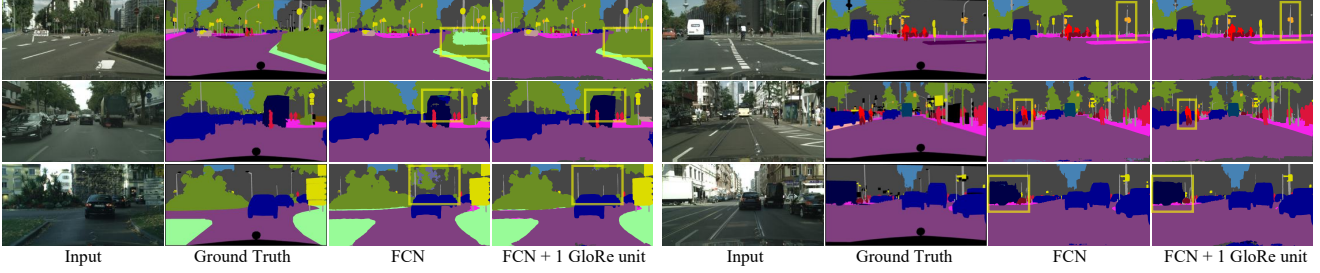 Input Ground Truth FCN FCN + 1 GloRe unit Input Ground Truth FCN FCN + 1 GloRe unit